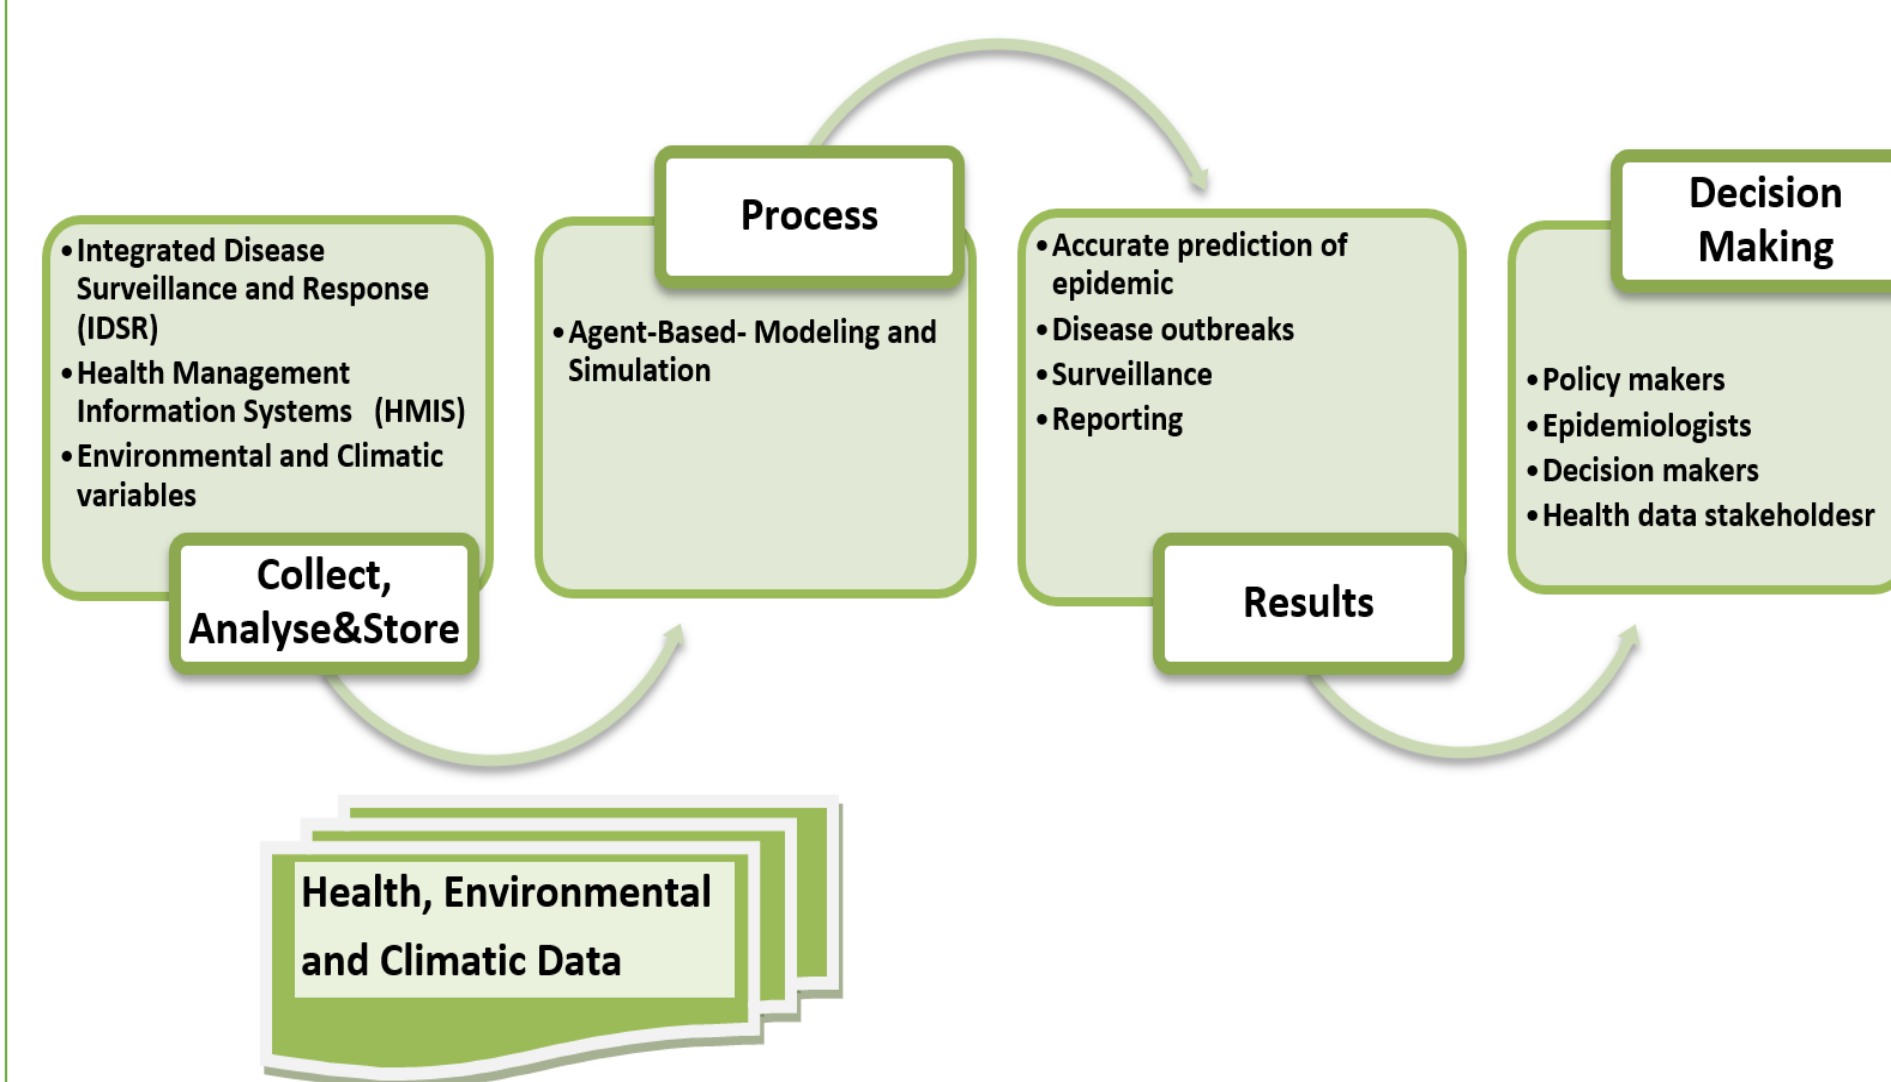 • Integrated Disease
Surveillance and Response
(IDSR)
• Health Management
Information Systems (HMIS)
• Environmental and Climatic
variables
Collect,
Analyse&Store
Process
• Agent-Based- Modeling and
Simulation
• Accurate prediction of
epidemic
• Disease outbreaks
• Surveillance
• Reporting
Results
Decision
Making
• Policy makers
• Epidemiologists
• Decision makers
• Health data stakeholdesr
Health, Environmental
and Climatic Data